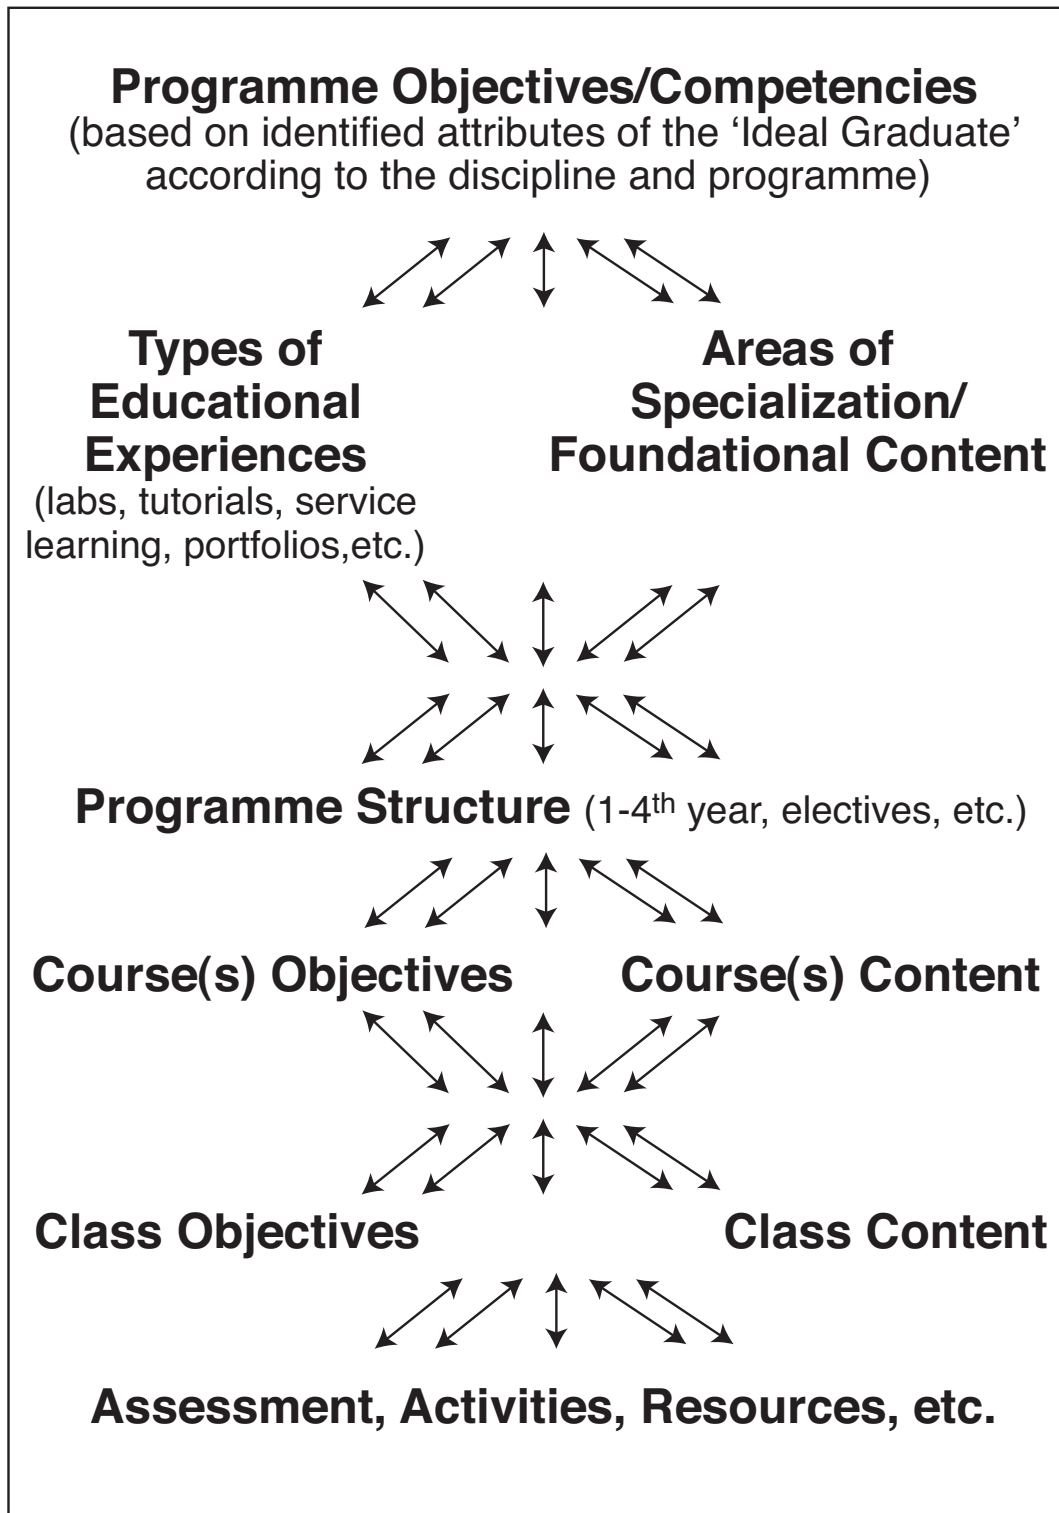 Programme Objectives/Competencies
(based on identified attributes of the ‘Ideal Graduate’
according to the discipline and programme)
Types of
Educational
Experiences
(labs, tutorials, service
learning, portfolios,etc.)
Areas of
Specialization/
Foundational Content
Programme Structure (1-4th year, electives, etc.)
Course(s) Objectives
Course(s) Content
Class Objectives
Class Content
Assessment, Activities, Resources, etc.